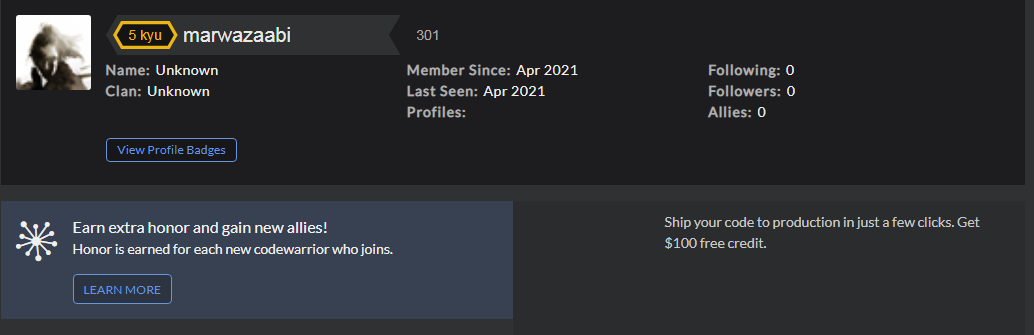 5 kyu marwazaabi 301
Name: Unknown Member Since: Apr 2021 Following: 0
Clan: Unknown Last Seen: Apr 2021 Followers: 0
Profiles: Allies: 0
View Profile Badges
Earn extra honor and gain new allies!
Honor is earned for each new codewarrior who joins.
LEARN MORE
Ship your code to production in just a few clicks. Get
$100 free credit.